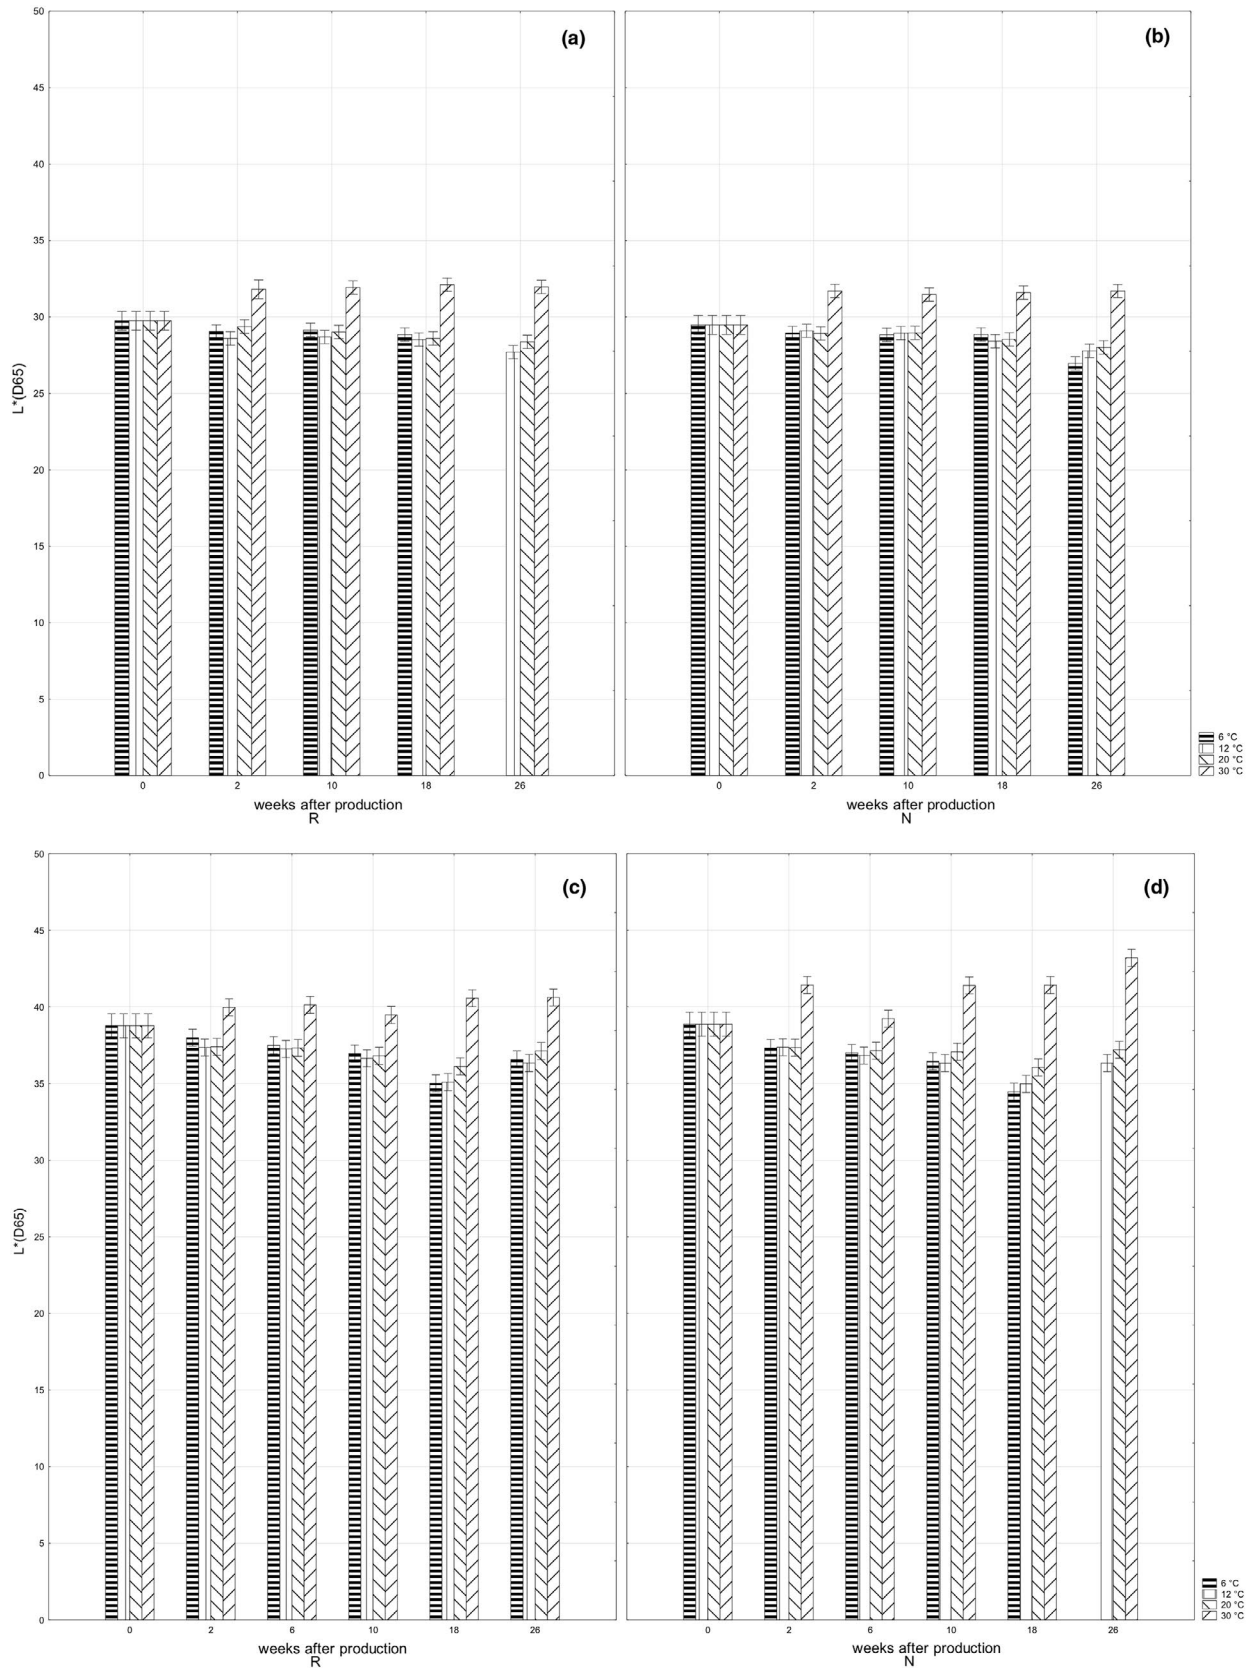 (a)
(b)
50
45
40
35
30
25
20
15
10
5
0
L*(D65)
0 2 10 18 26
weeks after production
R
0 2 10 18 26
weeks after production
N
6 °C
12 °C
20 °C
30 °C
(c)
(d)
50
45
40
35
30
25
20
15
10
5
0
L*(D65)
0 2 6 10 18 26
weeks after production
R
0 2 6 10 18 26
weeks after production
N
6 °C
12 °C
20 °C
30 °C